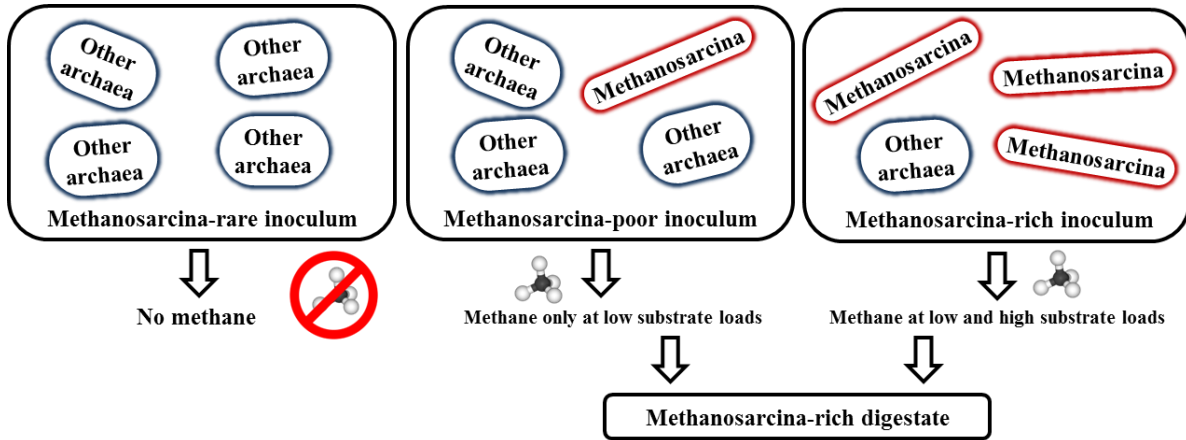 Other
archaea
Other
archaea
Other
archaea
Other
archaea
Methanosarcina-rare inoculum
No methane
Other
archaea
Methanosarcina
Other
archaea
Other
archaea
Methanosarcina-poor inoculum
Methane only at low substrate loads
Methanosarcina
Methanosarcina
Other
archaea
Methanosarcina
Methanosarcina-rich inoculum
Methane at low and high substrate loads
Methanosarcina-rich digestate